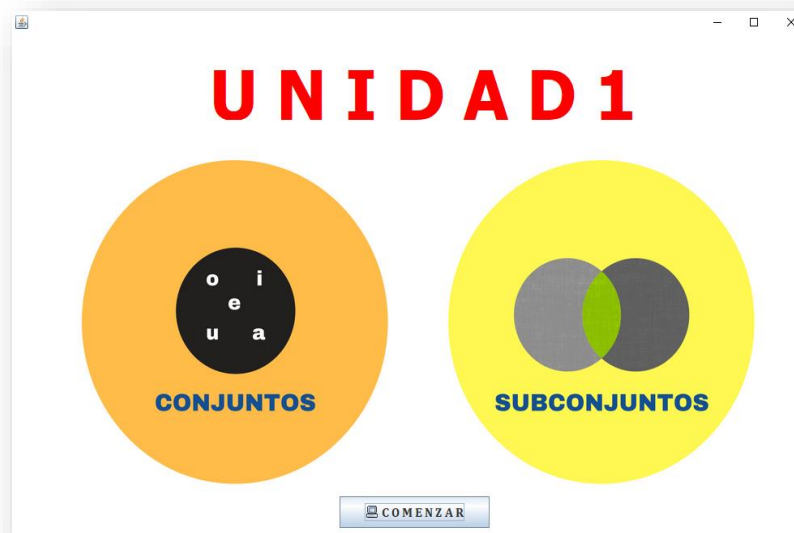 UNIDAD1
o i
e
u a
CONJUNTOS
SUBCONJUNTOS
COMENZAR